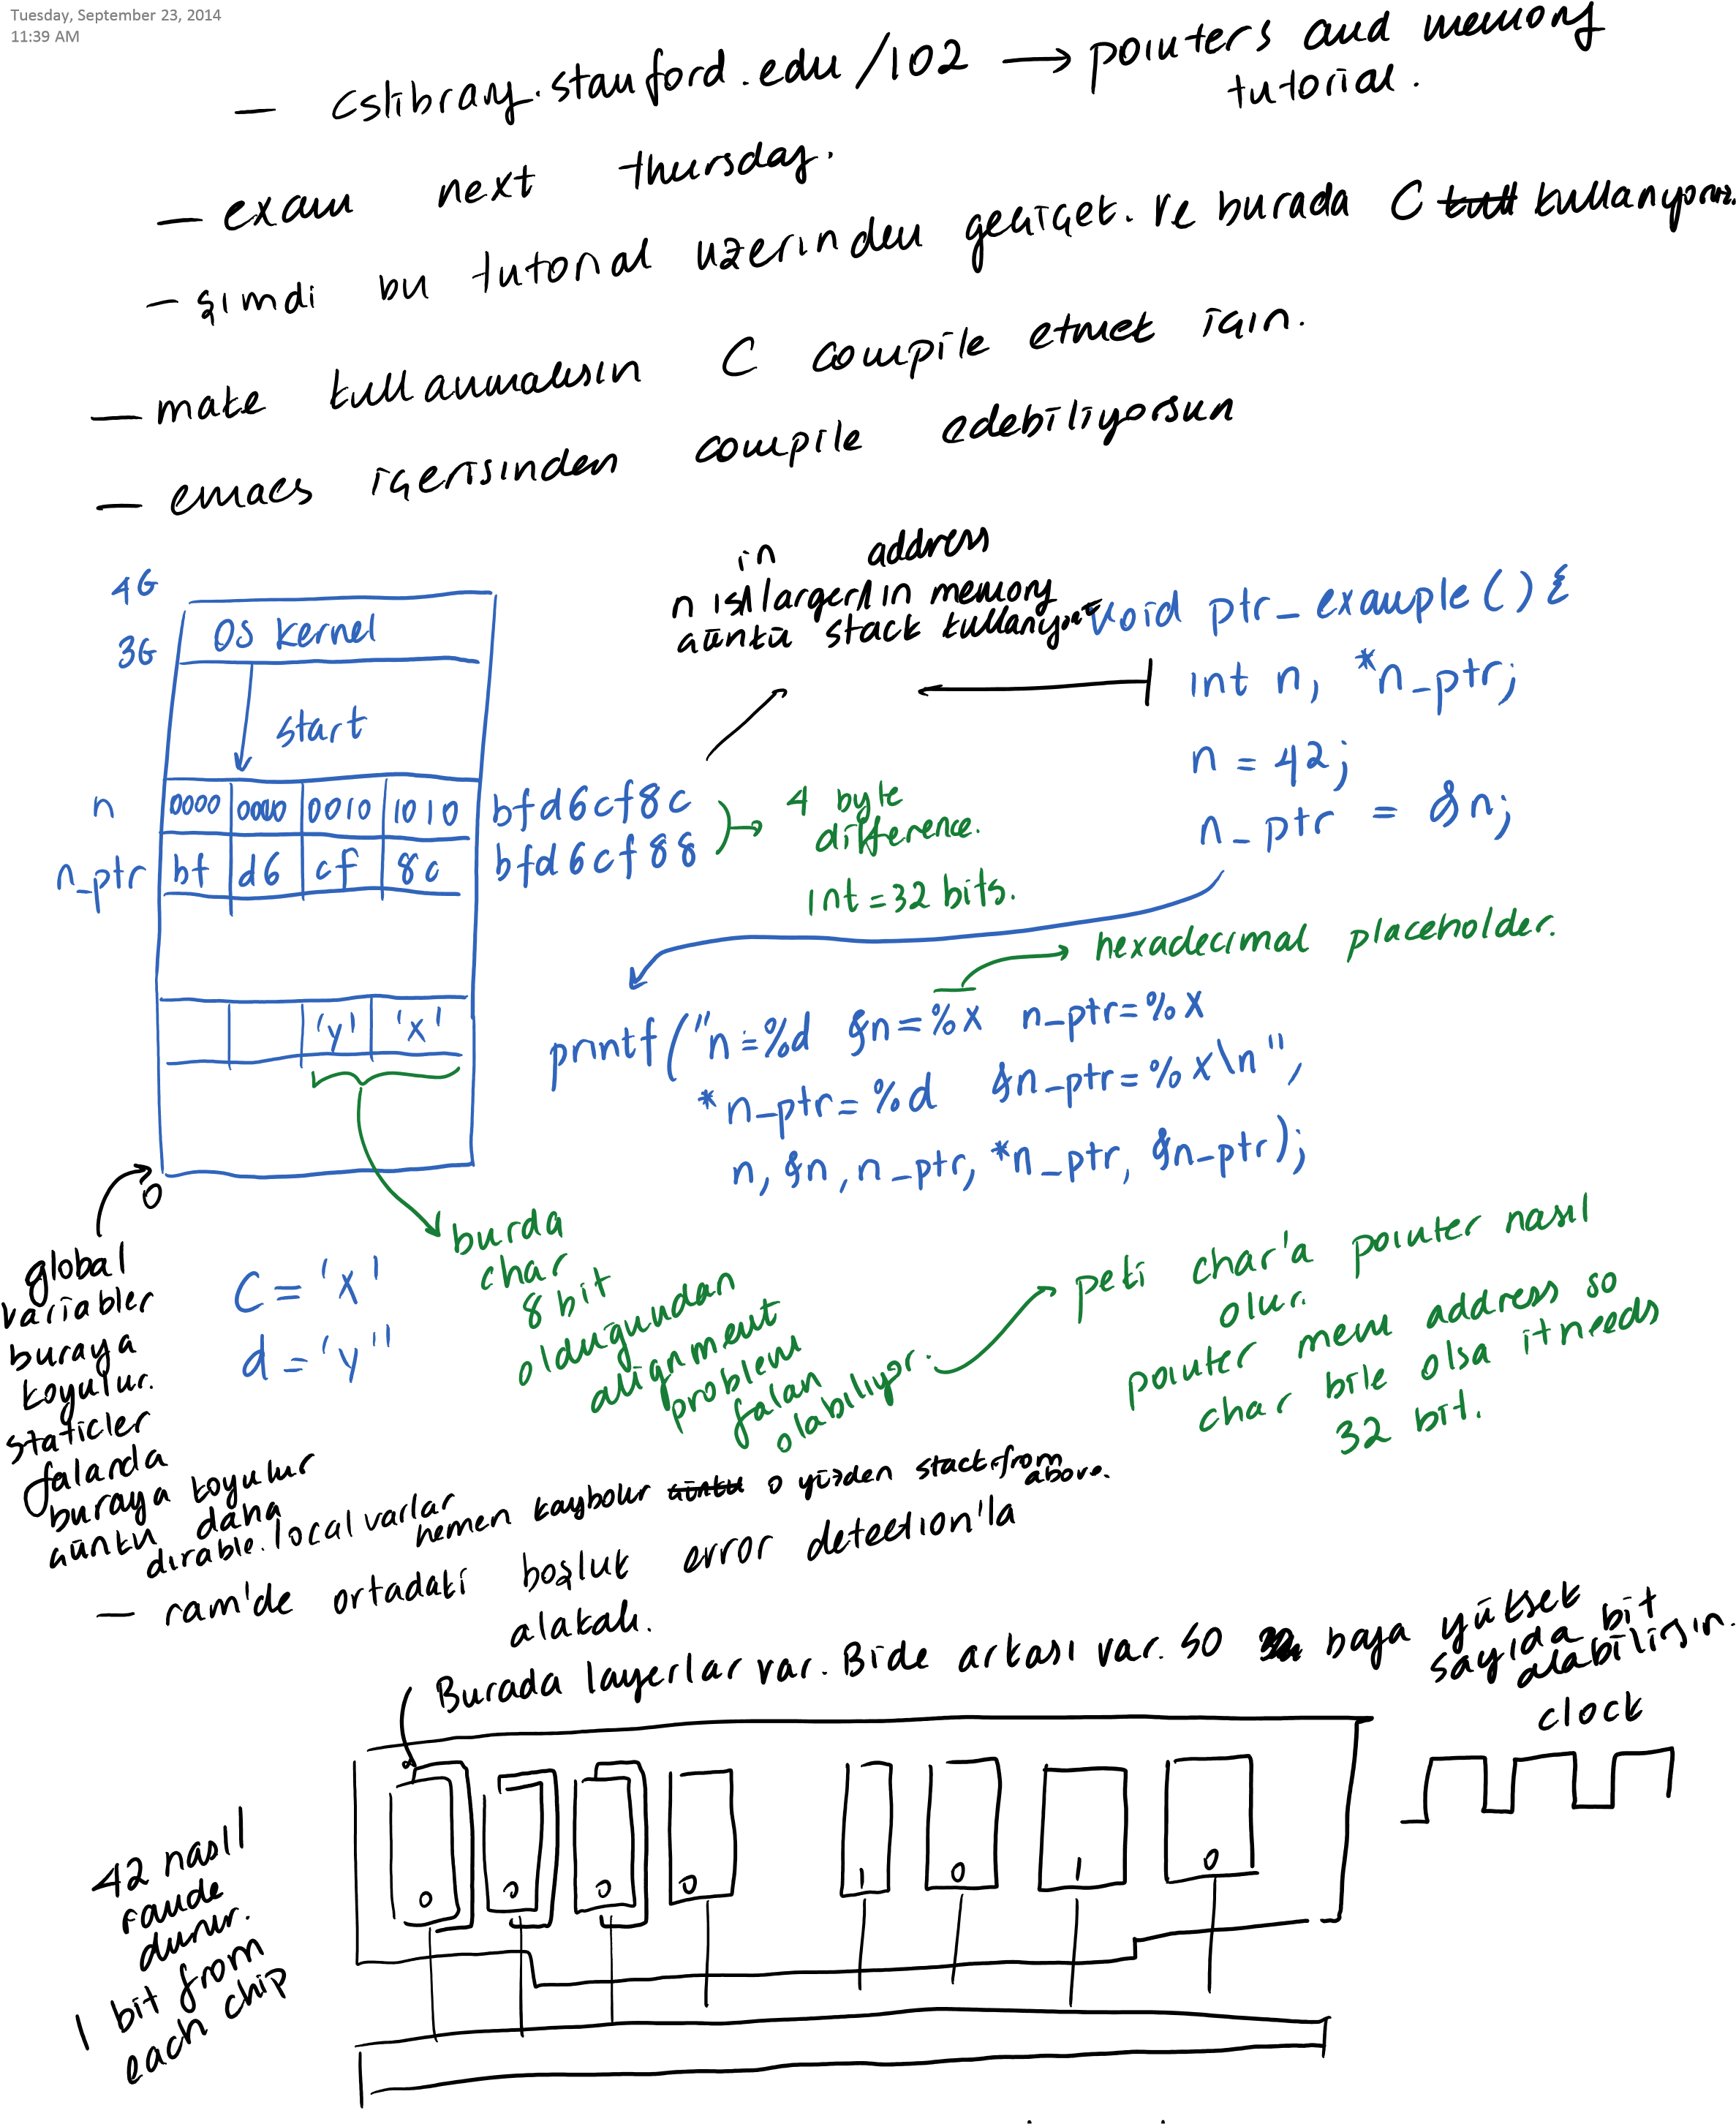 Tuesday, September 23, 2014
11:39 AM
— cslibrary.stanford.edu/102 → pointers and memory
tutorial.
— exam next thursday.
— şimdi bu tutorial üzerinden gidicek. ve burada C kullanıyoruz.
— make kullanmalısın C compile etmek için.
— emacs içerisinden compile edebiliyorsun
in address
n is larger in memory
çünkü stack kullanıyor
4G
3G
OS kernel
start
n 0000 0000 0010 1010 bfd6cf8c
n_ptr bf d6 cf 8c bfd6cf88
4 byte
difference.
int = 32 bits.
void ptr_example() {
int n, *n_ptr;
n = 42;
n_ptr = &n;
hexadecimal placeholder.
printf("n=%d &n=%x n_ptr=%x
*n_ptr=%d &n_ptr=%x\n",
n, &n, n_ptr, *n_ptr, &n_ptr);
'y' 'x'
0
global
variabler
buraya
koyulur.
staticler
falanda
buraya koyulur
çünkü daha
dırable. local varlar
hemen kaybolur çünkü o yüzden stack from
above.
C = 'x'
d = 'y'
burda
char
8 bit
olduğundan
alignment
problem
falan
olabiliyor.
peki char'a pointer nasıl
olur.
pointer mem address so
char bile olsa it needs
32 bit.
— ram'de ortadaki boşluk error detection'la
alakalı.
Burada layerlar var. Bide arkası var. so baya yüksek
sayıda bit
alabilirsin.
clock
0 0 0 0 1 0 1 0
42 nasıl
ramde
durur.
1 bit from
each chip